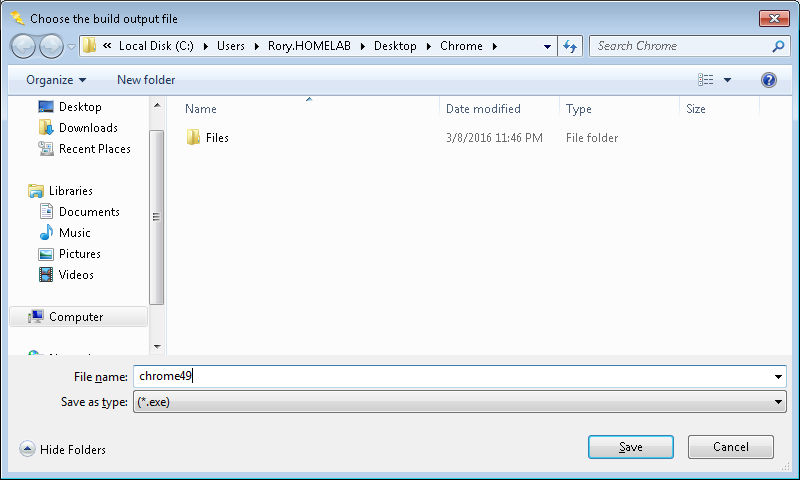 Choose the build output file
« Local Disk (C:) Users Rory.HOMELAB Desktop Chrome Search Chrome
Organize New folder
Name Date modified Type Size
Files 3/8/2016 11:46 PM File folder
Desktop
Downloads
Recent Places
Libraries
Documents
Music
Pictures
Videos
Computer
File name: chrome49
Save as type: (*.exe)
Hide Folders Save Cancel